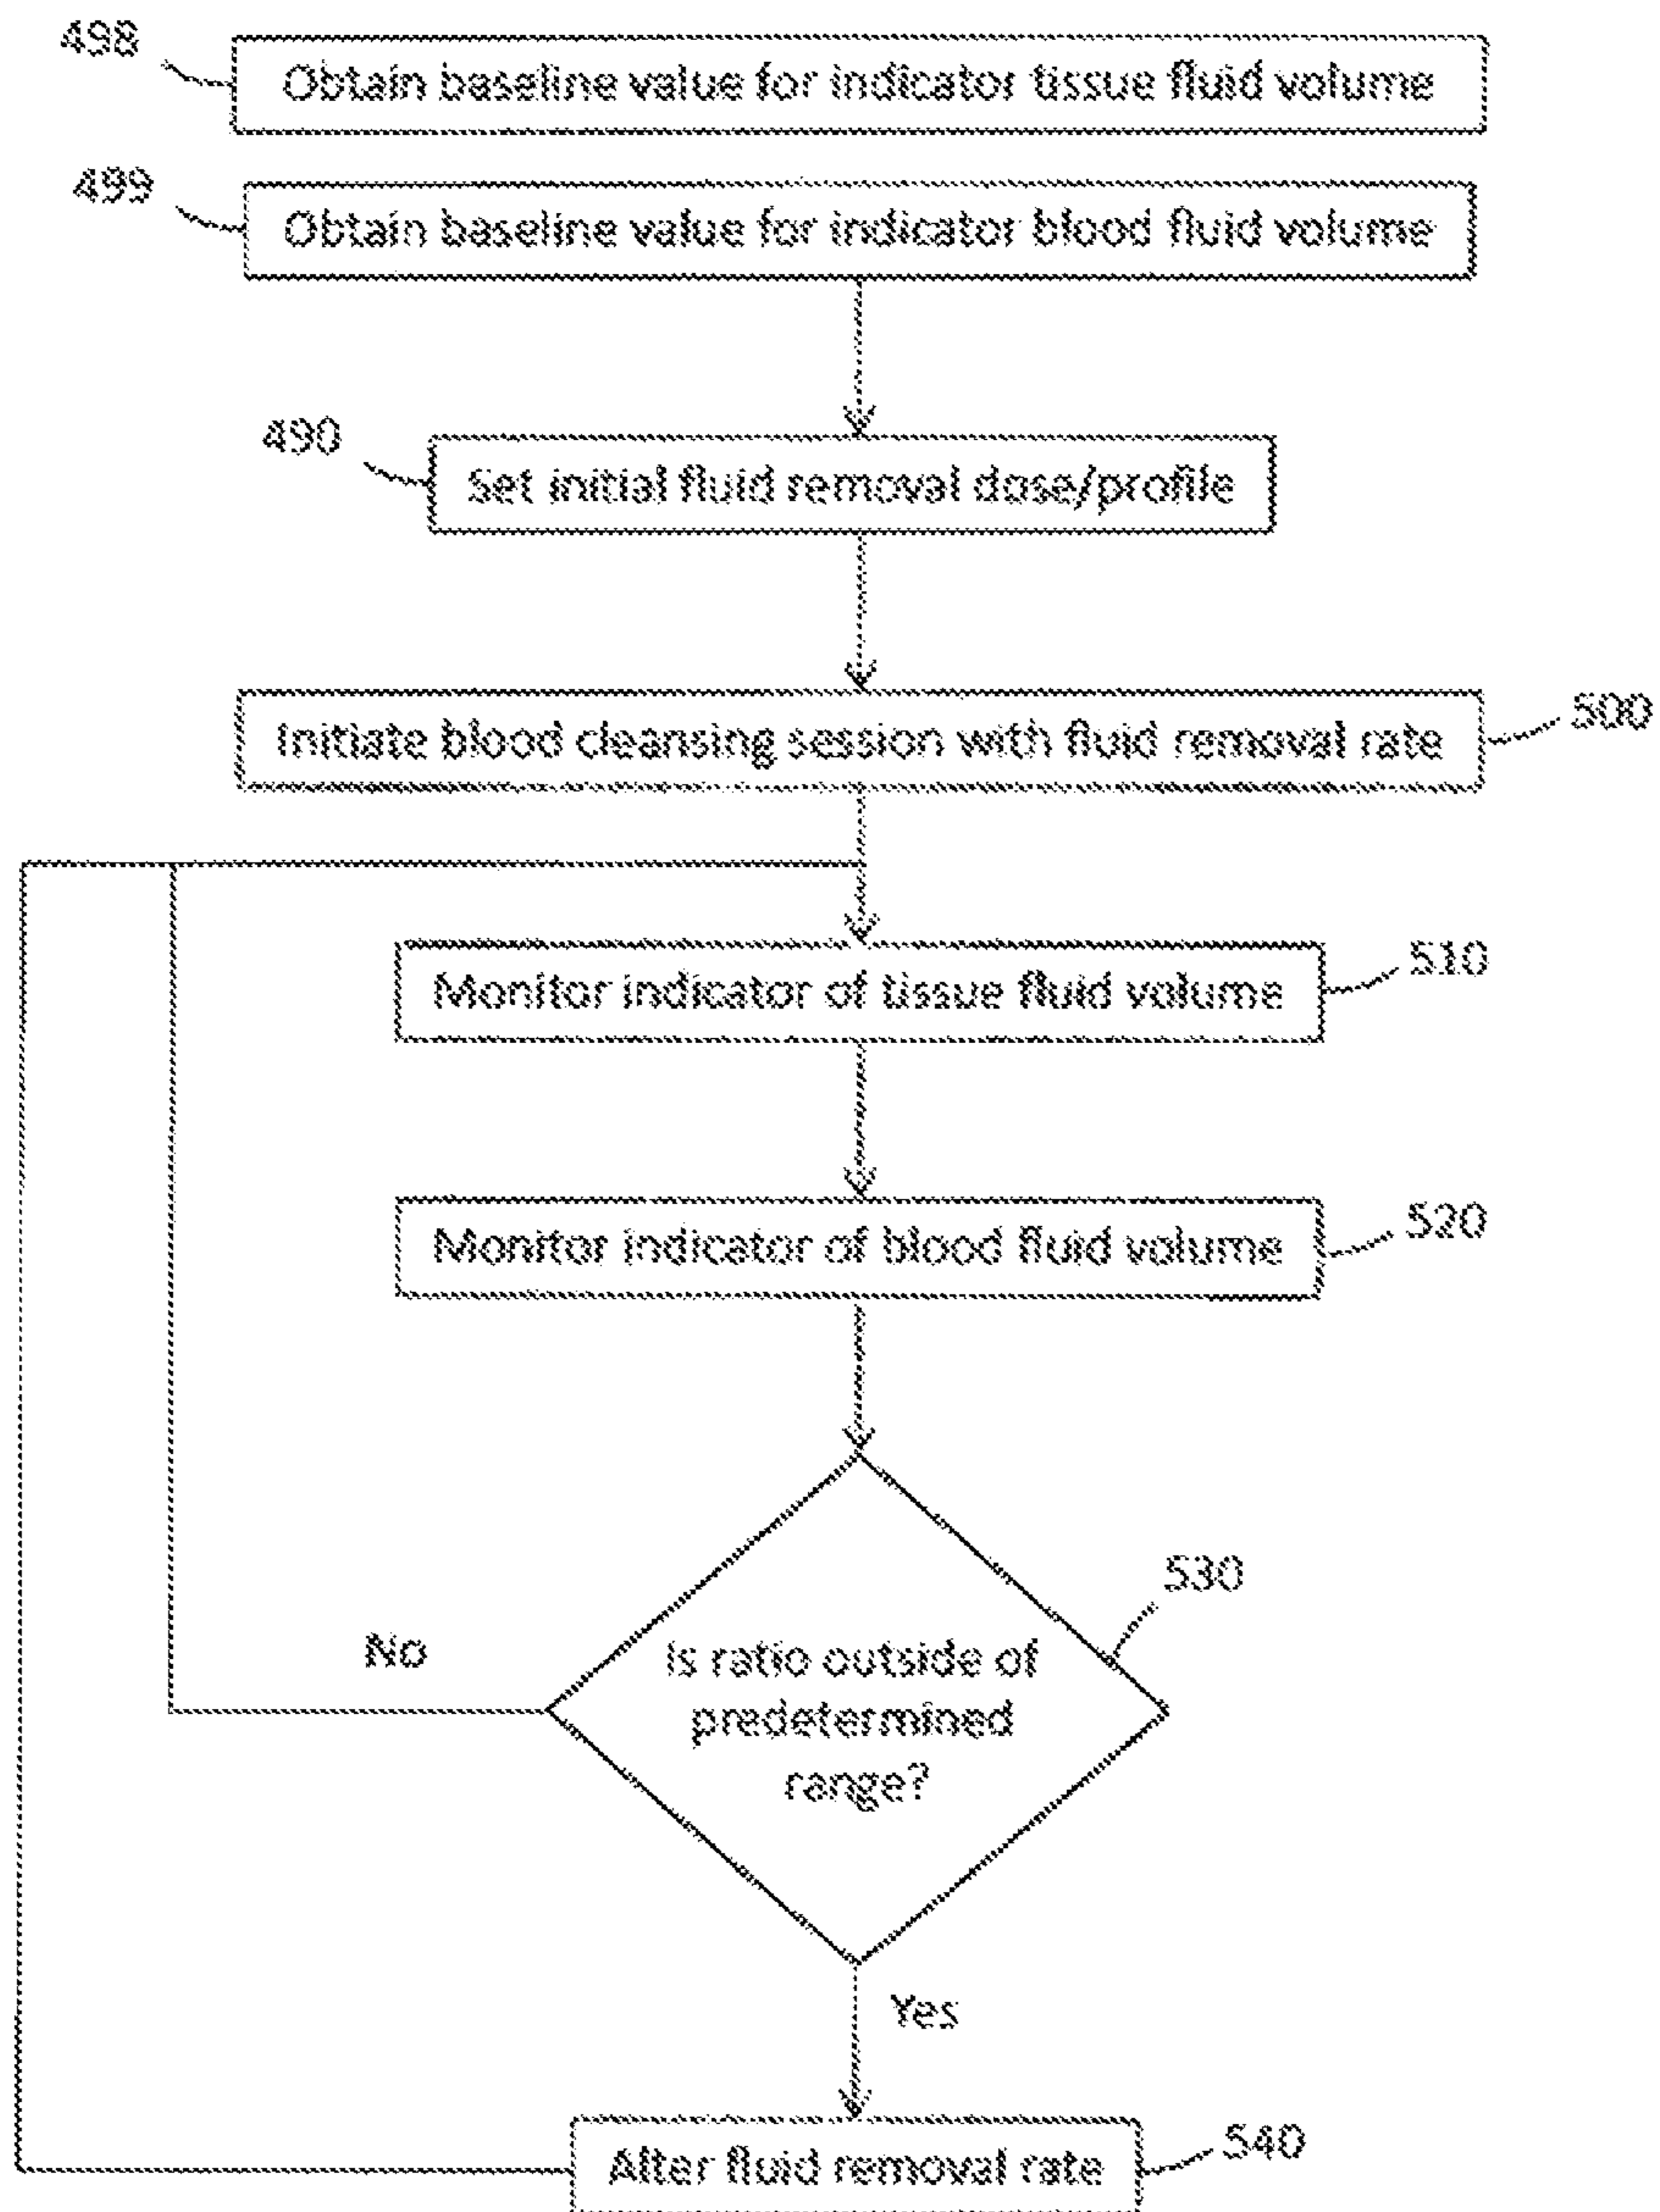 498
Obtain baseline value for indicator tissue fluid volume
499
Obtain baseline value for indicator blood fluid volume
490
Set initial fluid removal dose/profile
Initiate blood cleansing session with fluid removal rate
500
Monitor indicator of tissue fluid volume
510
Monitor indicator of blood fluid volume
520
530
Is ratio outside of
predetermined
range?
No
Yes
Alter fluid removal rate
540